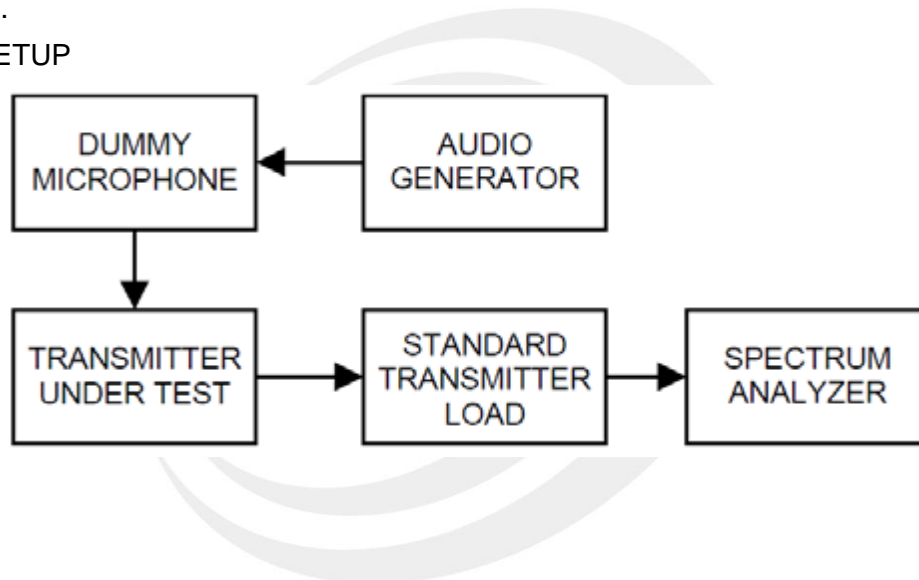 .
ETUP
DUMMY
MICROPHONE
AUDIO
GENERATOR
TRANSMITTER
UNDER TEST
STANDARD
TRANSMITTER
LOAD
SPECTRUM
ANALYZER